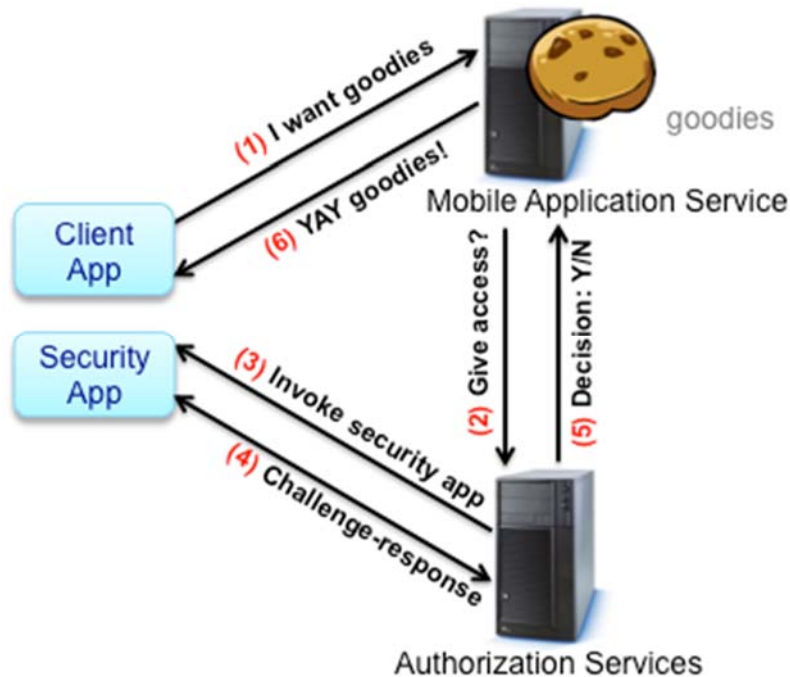 (1) I want goodies
goodies
Mobile Application Service
(6) YAY goodies!
Client
App
(2) Give access?
(5) Decision: Y/N
Security
App
(3) Invoke security app
(4) Challenge-response
Authorization Services